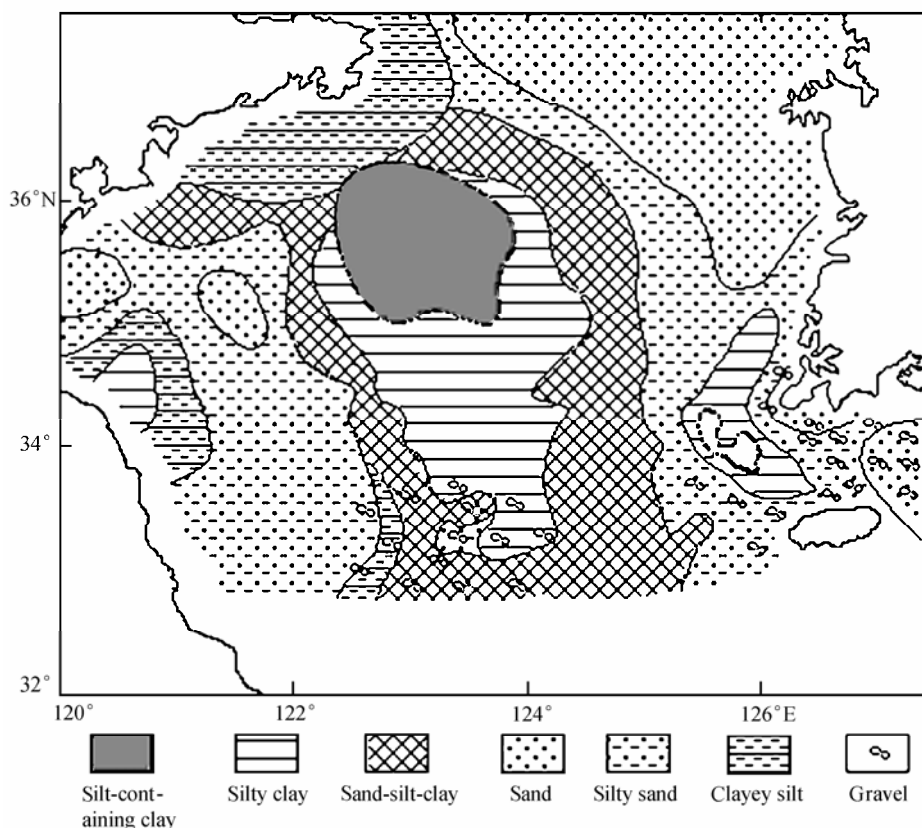 36°N
34°
32°
120°
122°
124°
126°E
Silt-cont-
aining clay
Silty clay
Sand-silt-clay
Sand
Silty sand
Clayey silt
Gravel